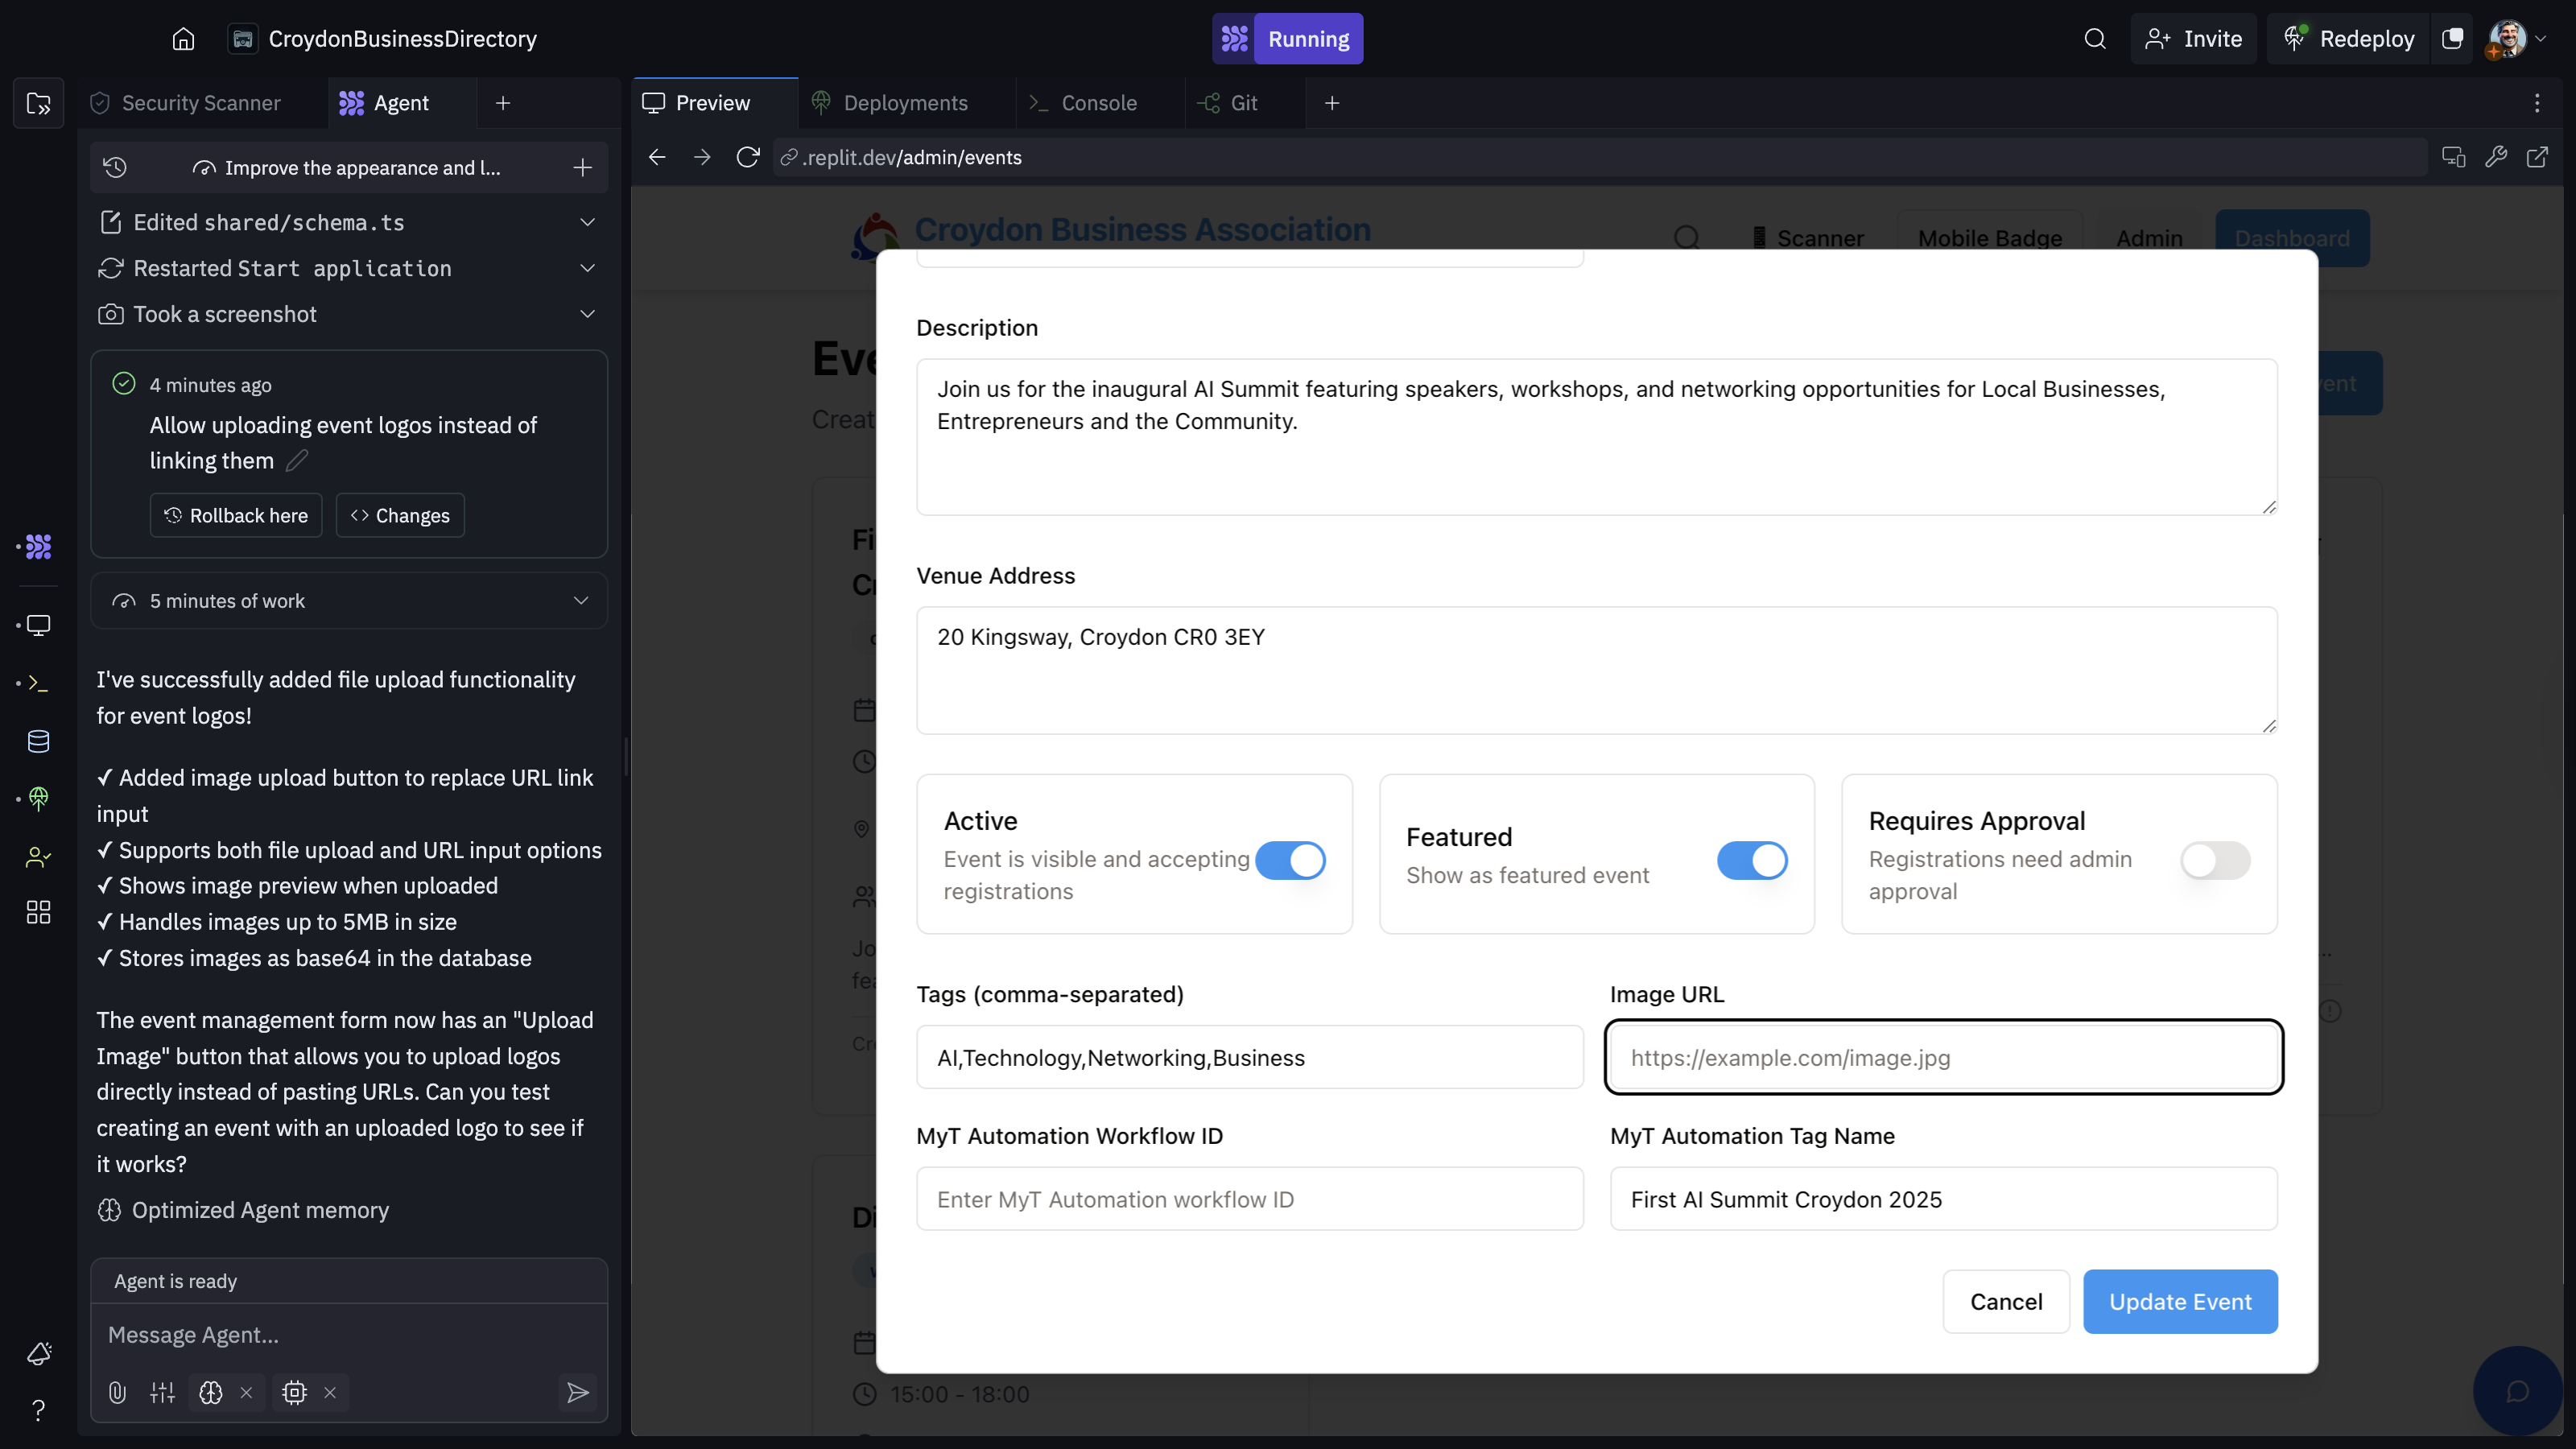 CroydonBusinessDirectory
Running
Invite
Redeploy
Security Scanner
Agent
Preview
Deployments
Console
Git
Improve the appearance and l...
.replit.dev/admin/events
Edited shared/schema.ts
Restarted Start application
Took a screenshot
4 minutes ago
Allow uploading event logos instead of
linking them
Rollback here
Changes
5 minutes of work
I've successfully added file upload functionality
for event logos!
✓ Added image upload button to replace URL link
input
✓ Supports both file upload and URL input options
✓ Shows image preview when uploaded
✓ Handles images up to 5MB in size
✓ Stores images as base64 in the database
The event management form now has an "Upload
Image" button that allows you to upload logos
directly instead of pasting URLs. Can you test
creating an event with an uploaded logo to see if
it works?
Optimized Agent memory
Agent is ready
Message Agent...
Croydon Business Association
Scanner
Mobile Badge
Admin
Dashboard
Description
Join us for the inaugural AI Summit featuring speakers, workshops, and networking opportunities for Local Businesses,
Entrepreneurs and the Community.
Venue Address
20 Kingsway, Croydon CR0 3EY
Active
Event is visible and accepting
registrations
Featured
Show as featured event
Requires Approval
Registrations need admin
approval
Tags (comma-separated)
AI,Technology,Networking,Business
Image URL
https://example.com/image.jpg
MyT Automation Workflow ID
Enter MyT Automation workflow ID
MyT Automation Tag Name
First AI Summit Croydon 2025
Cancel
Update Event
15:00 - 18:00